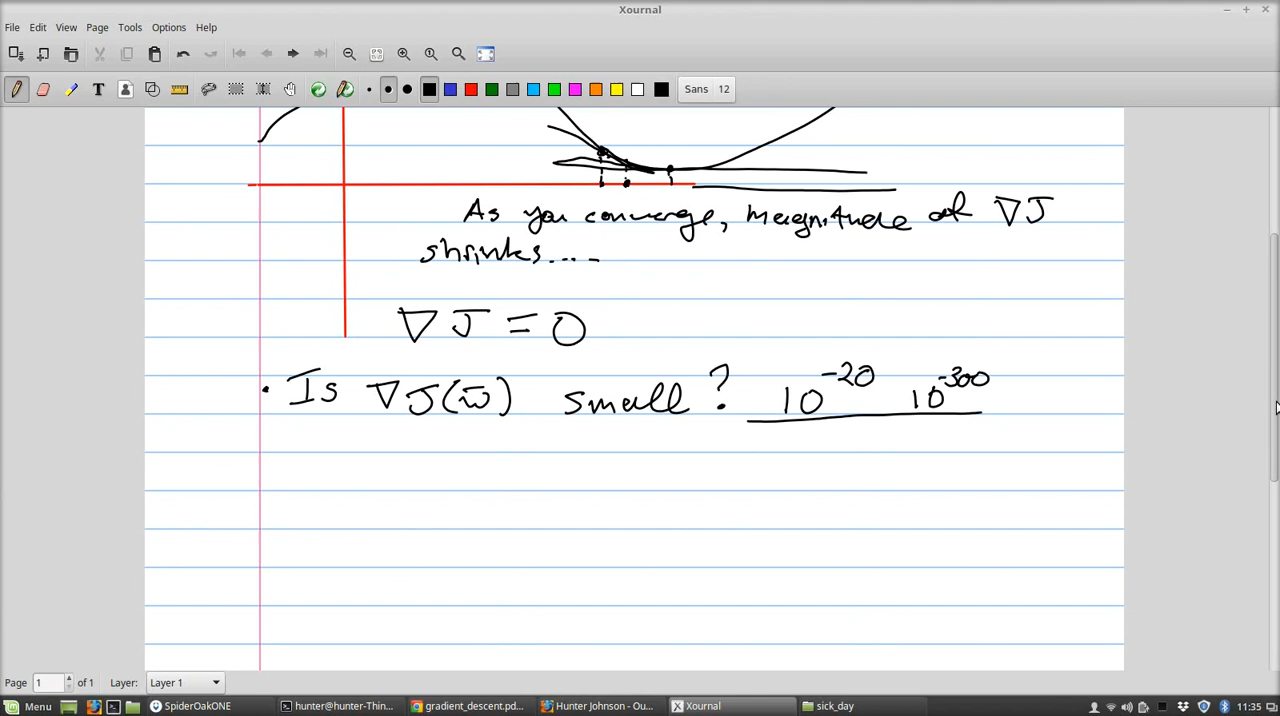 Xournal
File Edit View Page Tools Options Help
Sans 12
As you converge, magnitude of ∇J
shrinks....
∇J = 0
· Is ∇J(w̄) small? 10^-20 10^-300
Page 1 of 1 Layer: Layer 1
Menu SpiderOakONE hunter@hunter-Thin... gradient_descent.pd... Hunter Johnson - Ou... Xournal sick_day 11:35